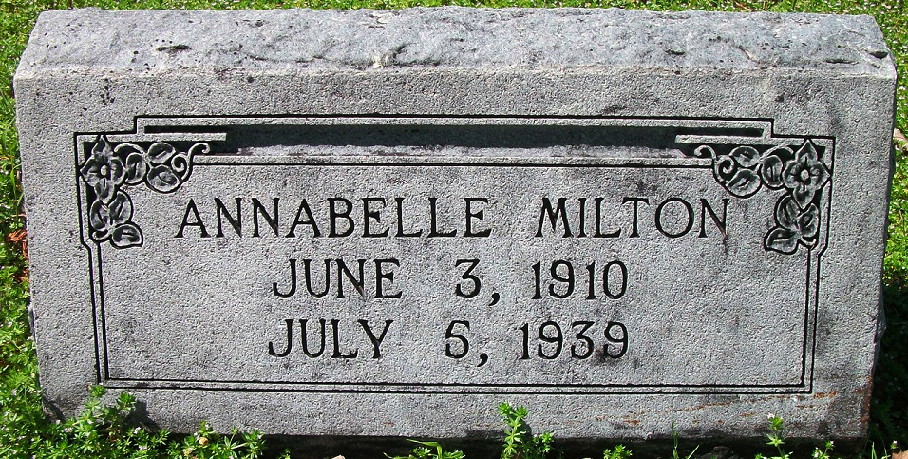 ANNABELLE MILTON
JUNE 3, 1910
JULY 5, 1939